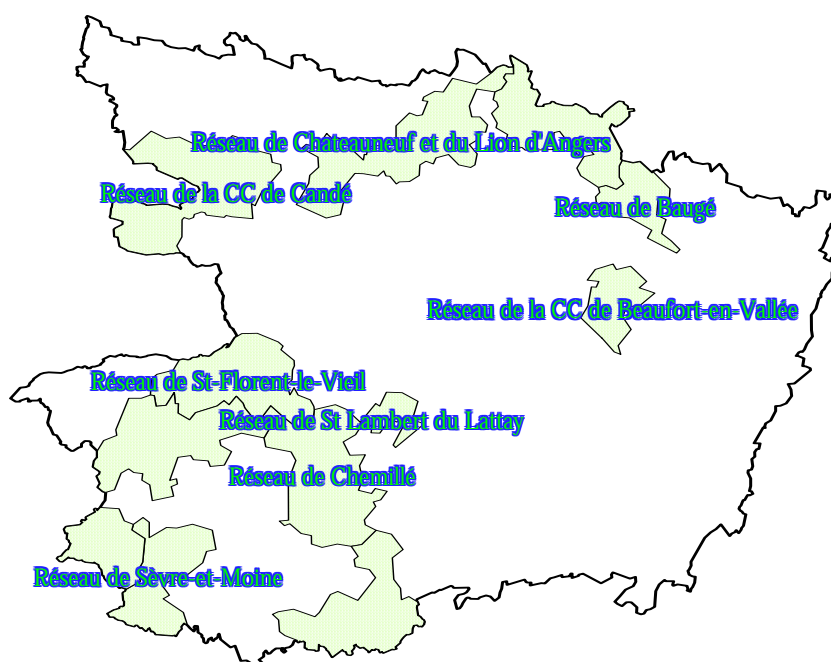 Réseau de Chateauneuf et du Lion d'Angers
Réseau de la CC de Candé
Réseau de Baugé
Réseau de la CC de Beaufort-en-Vallée
Réseau de St-Florent-le-Vieil
Réseau de St Lambert du Lattay
Réseau de Chemillé
Réseau de Sèvre-et-Moine